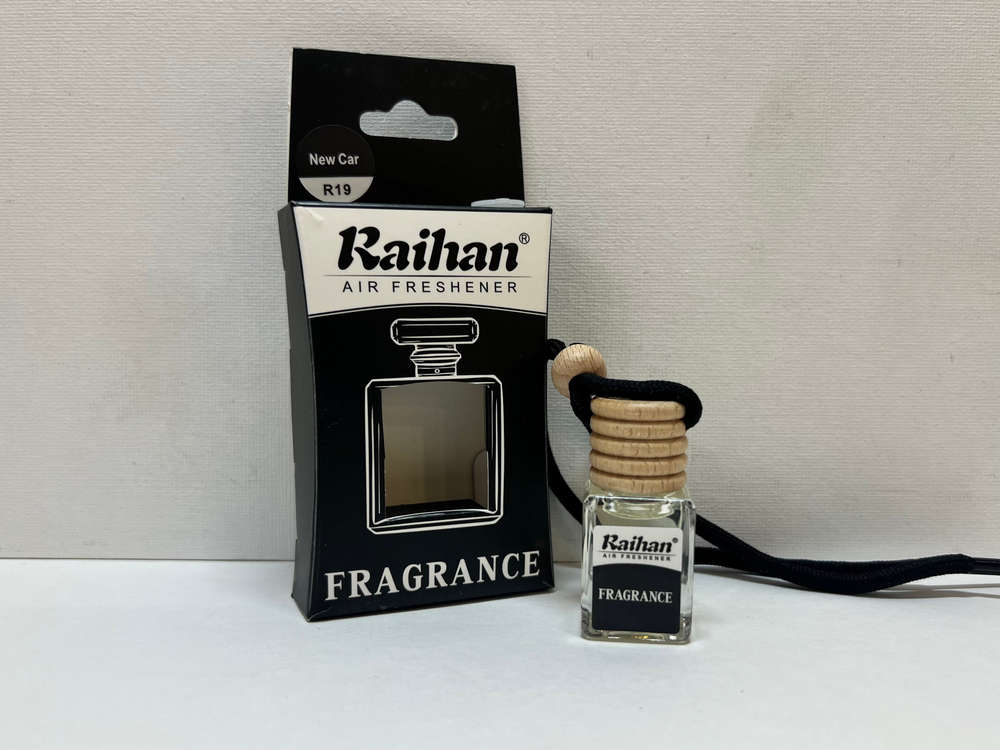 New Car
R19
Raihan®
AIR FRESHENER
FRAGRANCE
Raihan®
AIR FRESHENER
FRAGRANCE